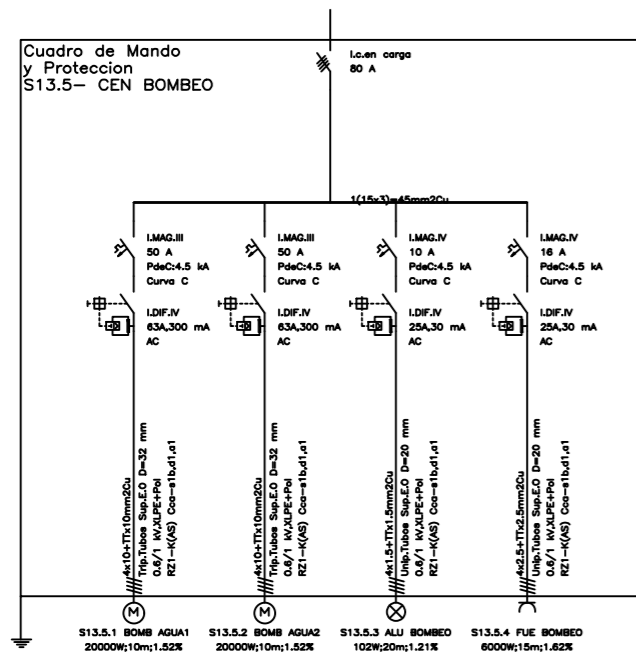 Cuadro de Mando
y Proteccion
S13.5- CEN BOMBEO
I.c.en carga
80 A
1(15x3)=45mm2Cu
I.MAG.III
50 A
PdeC:4.5 kA
Curva C
I.MAG.III
50 A
PdeC:4.5 kA
Curva C
I.MAG.IV
10 A
PdeC:4.5 kA
Curva C
I.MAG.IV
16 A
PdeC:4.5 kA
Curva C
I.DIF.IV
63A,300 mA
AC
I.DIF.IV
63A,300 mA
AC
I.DIF.IV
25A,30 mA
AC
I.DIF.IV
25A,30 mA
AC
4x10+TTx10mm2Cu
Trip.Tubos Sup.E.O D=32 mm
0.6/1 kV,XLPE+Pol
RZ1-K(AS) Cca-s1b,d1,a1
4x10+TTx10mm2Cu
Trip.Tubos Sup.E.O D=32 mm
0.6/1 kV,XLPE+Pol
RZ1-K(AS) Cca-s1b,d1,a1
4x1.5+TTx1.5mm2Cu
Unip.Tubos Sup.E.O D=20 mm
0.6/1 kV,XLPE+Pol
RZ1-K(AS) Cca-s1b,d1,a1
4x2.5+TTx2.5mm2Cu
Unip.Tubos Sup.E.O D=20 mm
0.6/1 kV,XLPE+Pol
RZ1-K(AS) Cca-s1b,d1,a1
M
M
S13.5.1 BOMB AGUA1
20000W;10m;1.52%
S13.5.2 BOMB AGUA2
20000W;10m;1.52%
S13.5.3 ALU BOMBEO
102W;20m;1.21%
S13.5.4 FUE BOMBEO
6000W;15m;1.62%